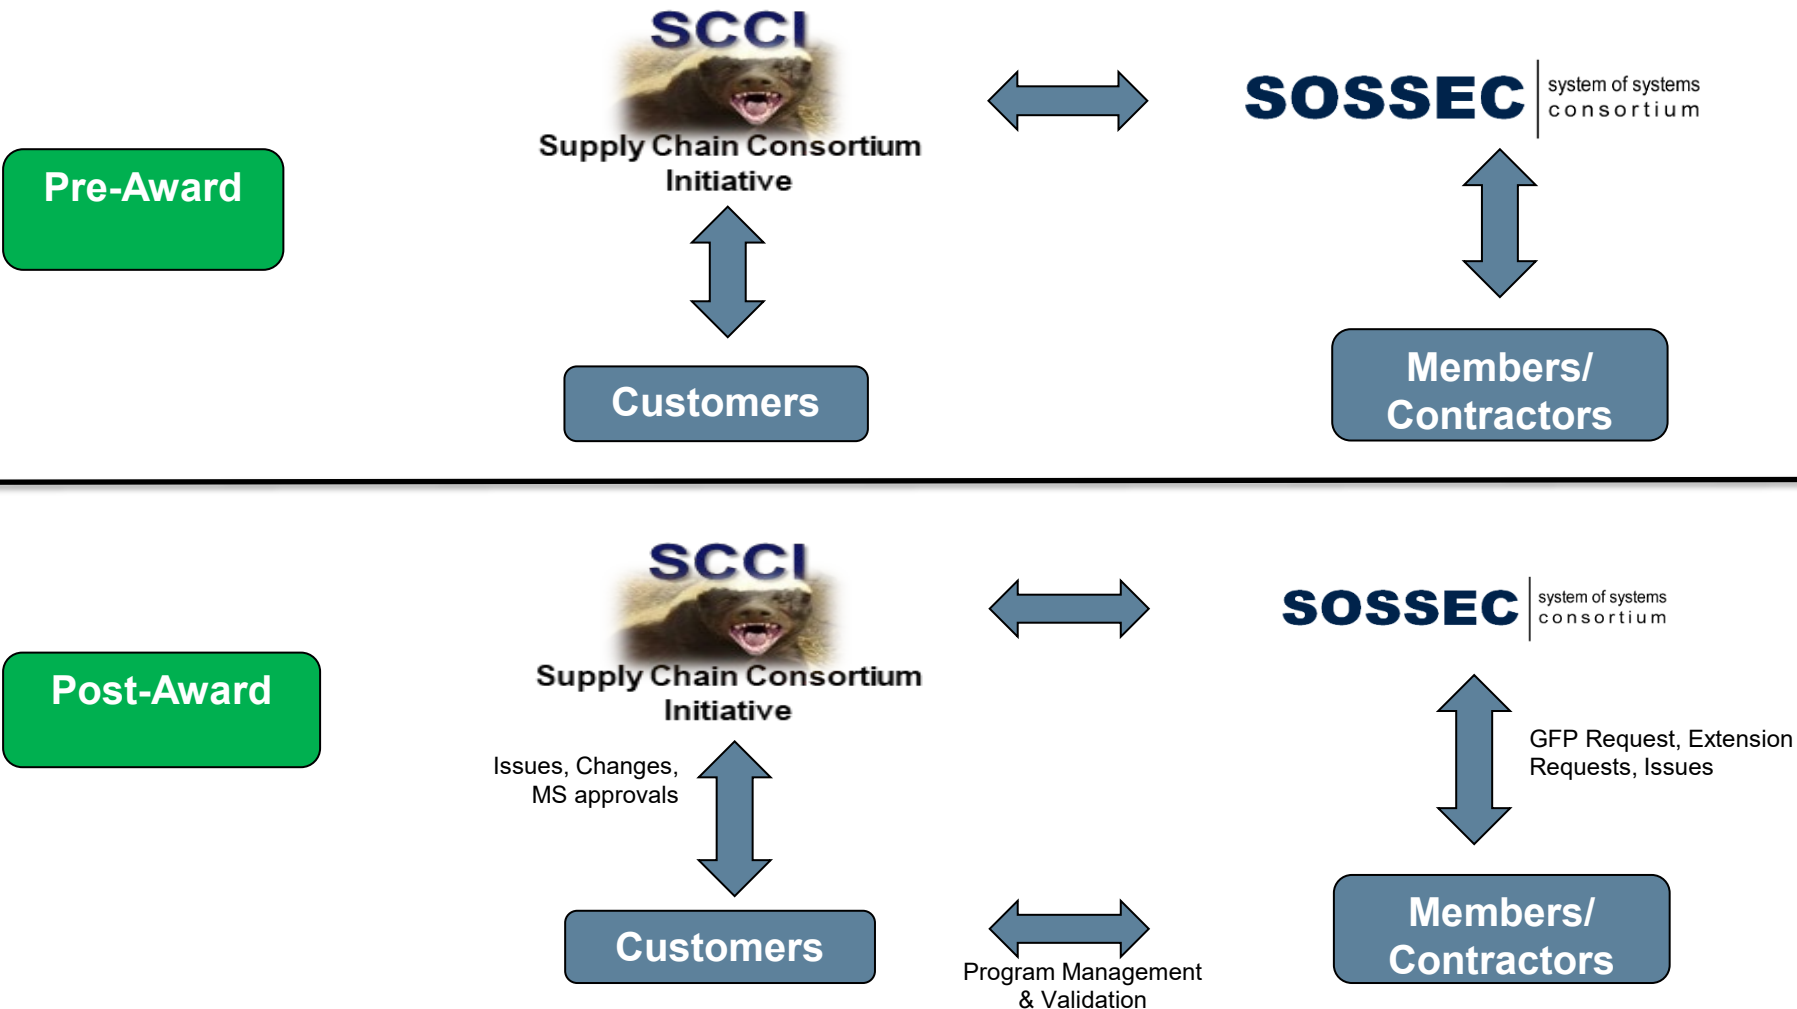 SCCI
Supply Chain Consortium
Initiative
SOSSEC
system of systems
consortium
Pre-Award
Customers
Members/
Contractors
SCCI
Supply Chain Consortium
Initiative
SOSSEC
system of systems
consortium
Post-Award
Issues, Changes,
MS approvals
GFP Request, Extension
Requests, Issues
Customers
Program Management
& Validation
Members/
Contractors